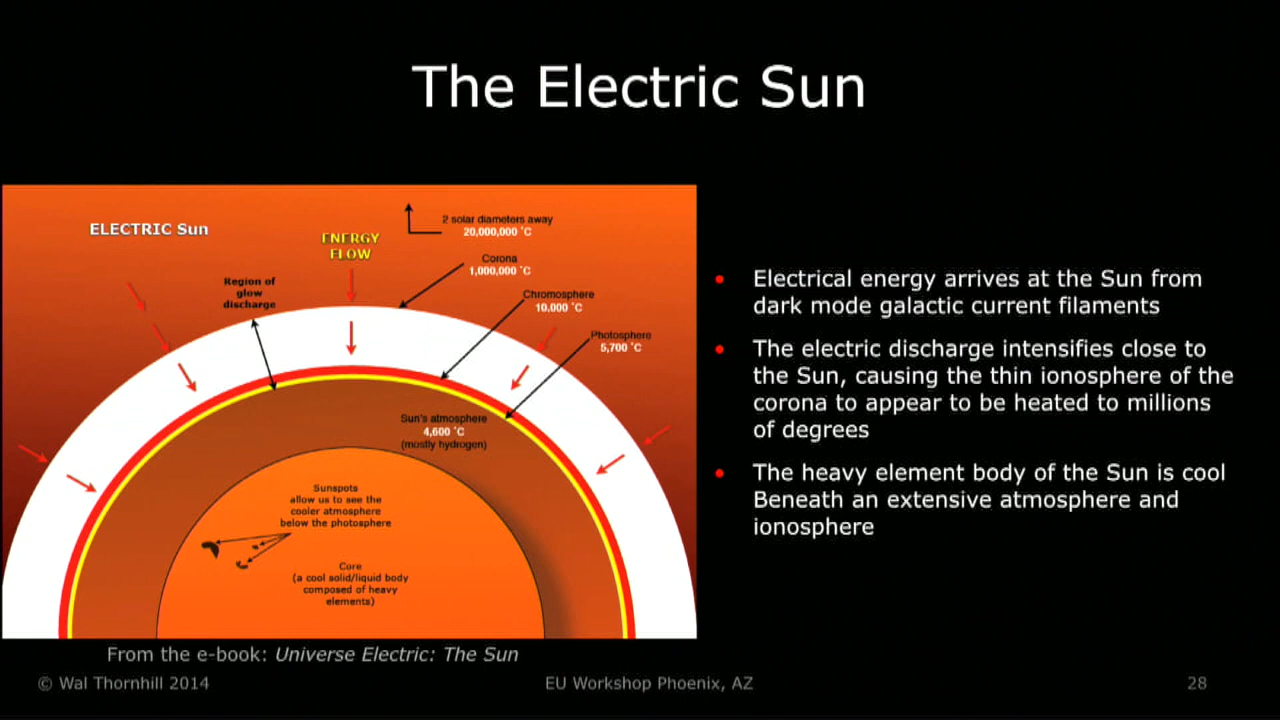 The Electric Sun
ELECTRIC Sun
ENERGY
FLOW
2 solar diameters away
20,000,000 °C
Corona
1,000,000 °C
Region of
glow
discharge
Chromosphere
10.000 °C
Photosphere
5,700 °C
Sun's atmosphere
4,600 °C
(mostly hydrogen)
Sunspots
allow us to see the
cooler atmosphere
below the photosphere
Core
(a cool solid/liquid body
composed of heavy
elements)
• Electrical energy arrives at the Sun from
dark mode galactic current filaments
• The electric discharge intensifies close to
the Sun, causing the thin ionosphere of the
corona to appear to be heated to millions
of degrees
• The heavy element body of the Sun is cool
Beneath an extensive atmosphere and
ionosphere
From the e-book: Universe Electric: The Sun
© Wal Thornhill 2014
EU Workshop Phoenix, AZ
28